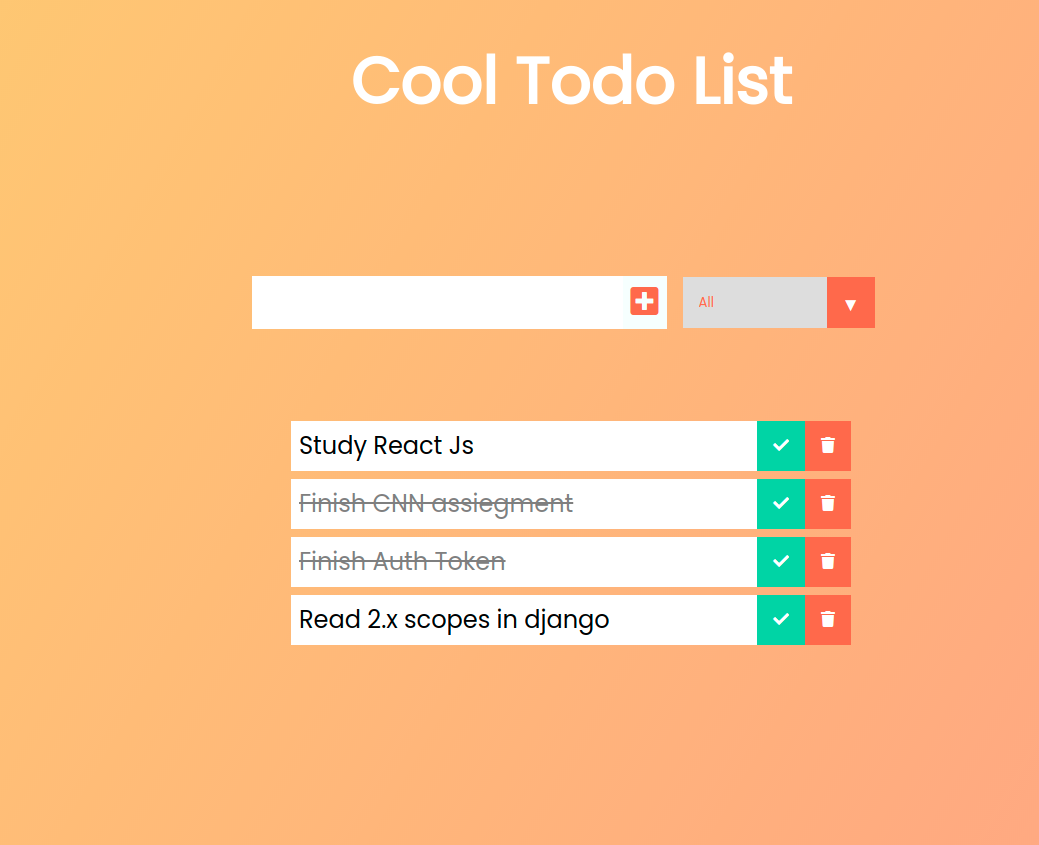 Cool Todo List
All
Study React Js
Finish CNN assiegment
Finish Auth Token
Read 2.x scopes in django